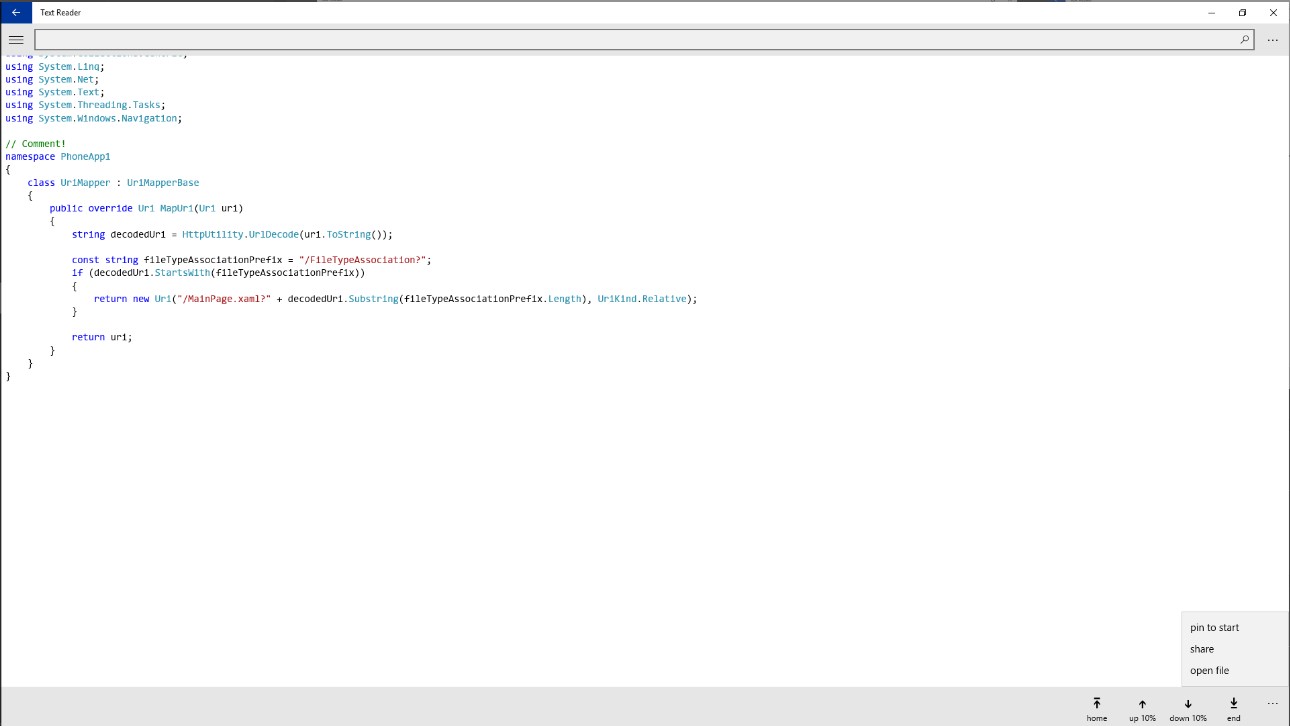 Text Reader
using System.Linq;
using System.Net;
using System.Text;
using System.Threading.Tasks;
using System.Windows.Navigation;
// Comment!
namespace PhoneApp1
{
class UriMapper : UriMapperBase
{
public override Uri MapUri(Uri uri)
{
string decodedUri = HttpUtility.UrlDecode(uri.ToString());
const string fileTypeAssociationPrefix = "/FileTypeAssociation?";
if (decodedUri.StartsWith(fileTypeAssociationPrefix))
{
return new Uri("/MainPage.xaml?" + decodedUri.Substring(fileTypeAssociationPrefix.Length), UriKind.Relative);
}
return uri;
}
}
}
pin to start
share
open file
home up 10% down 10% end